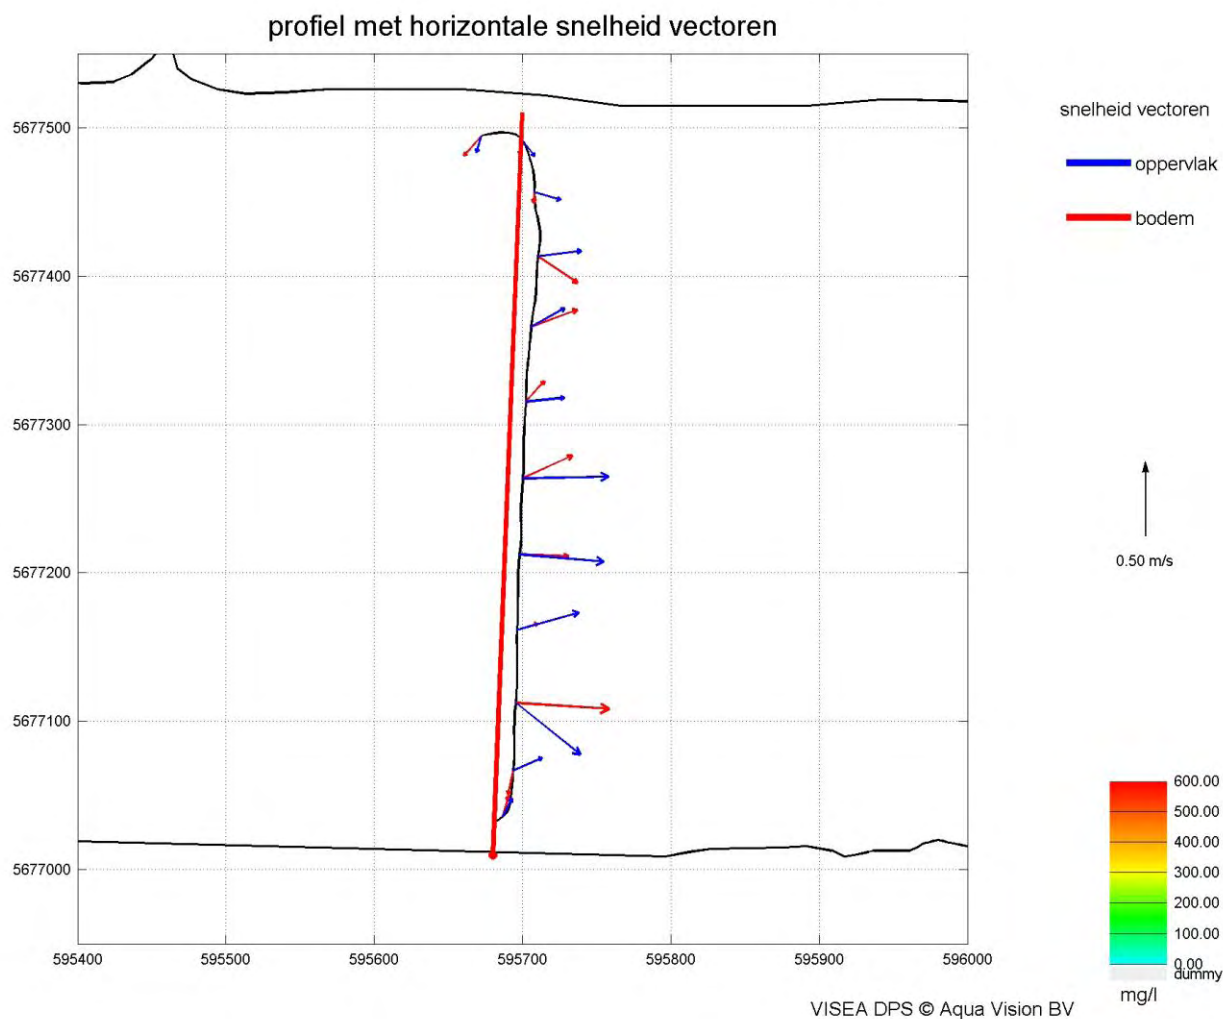 profiel met horizontale snelheid vectoren
snelheid vectoren
oppervlak
bodem
5677500
5677400
5677300
5677200
5677100
5677000
0.50 m/s
595400
595500
595600
595700
595800
595900
596000
600.00
500.00
400.00
300.00
200.00
100.00
0.00
dummy
mg/l
VISEA DPS © Aqua Vision BV